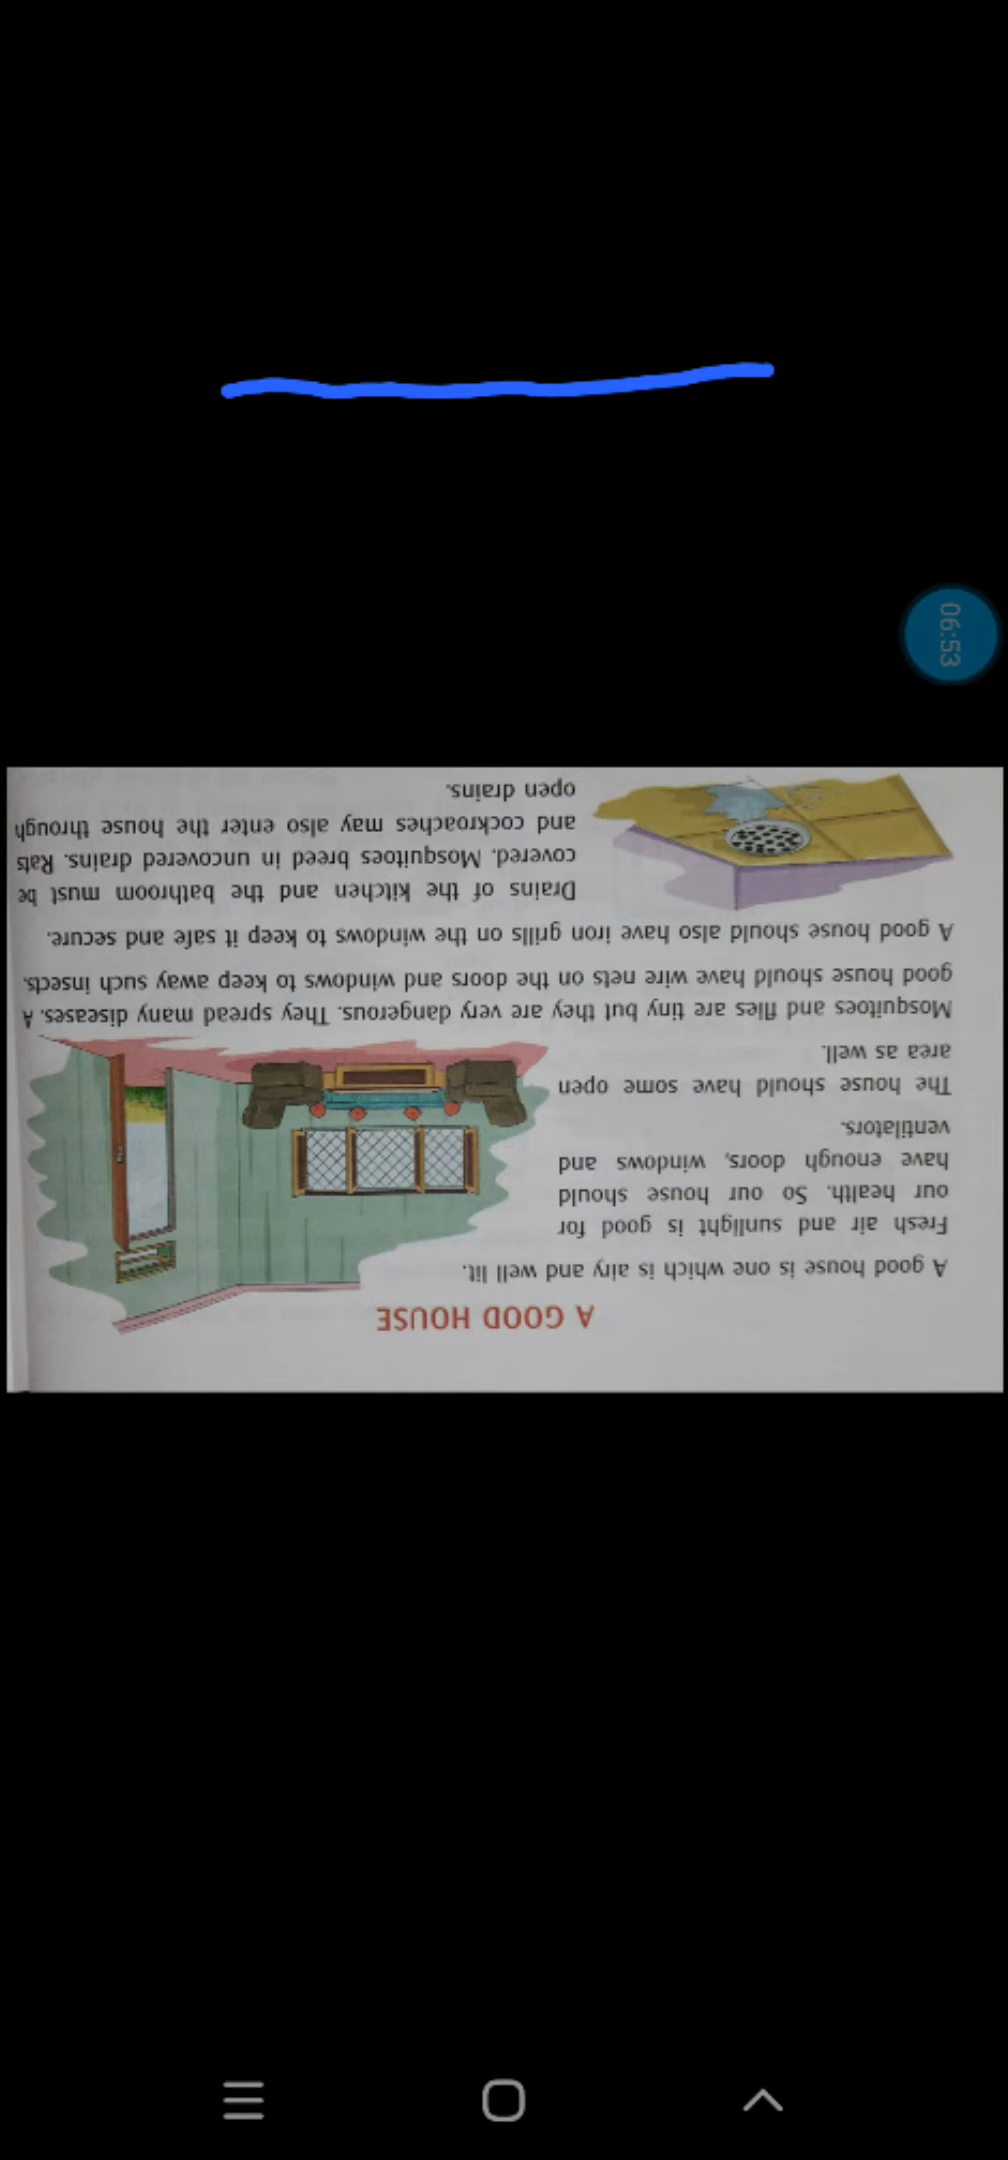 A GOOD HOUSE
A good house is one which is airy and well lit.
Fresh air and sunlight is good for
our health. So our house should
have enough doors, windows and
ventilators.
The house should have some open
area as well.
Mosquitoes and flies are tiny but they are very dangerous. They spread many diseases. A
good house should have wire nets on the doors and windows to keep away such insects.
A good house should also have iron grills on the windows to keep it safe and secure.
Drains of the kitchen and the bathroom must be
covered. Mosquitoes breed in uncovered drains. Rats
and cockroaches may also enter the house through
open drains.
06:53